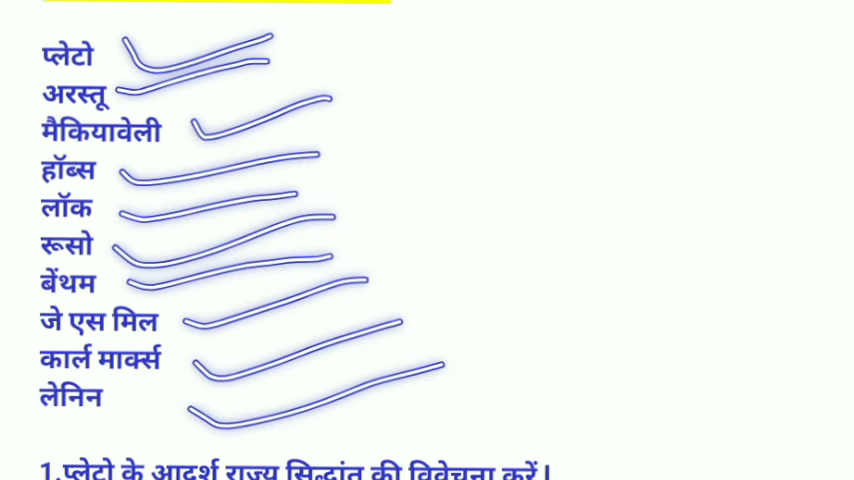 प्लेटो
अरस्तू
मैकियावेली
हॉब्स
लॉक
रूसो
बेंथम
जे एस मिल
कार्ल मार्क्स
लेनिन
1.प्लेटो के आदर्श राज्य सिद्धांत की विवेचना करें।